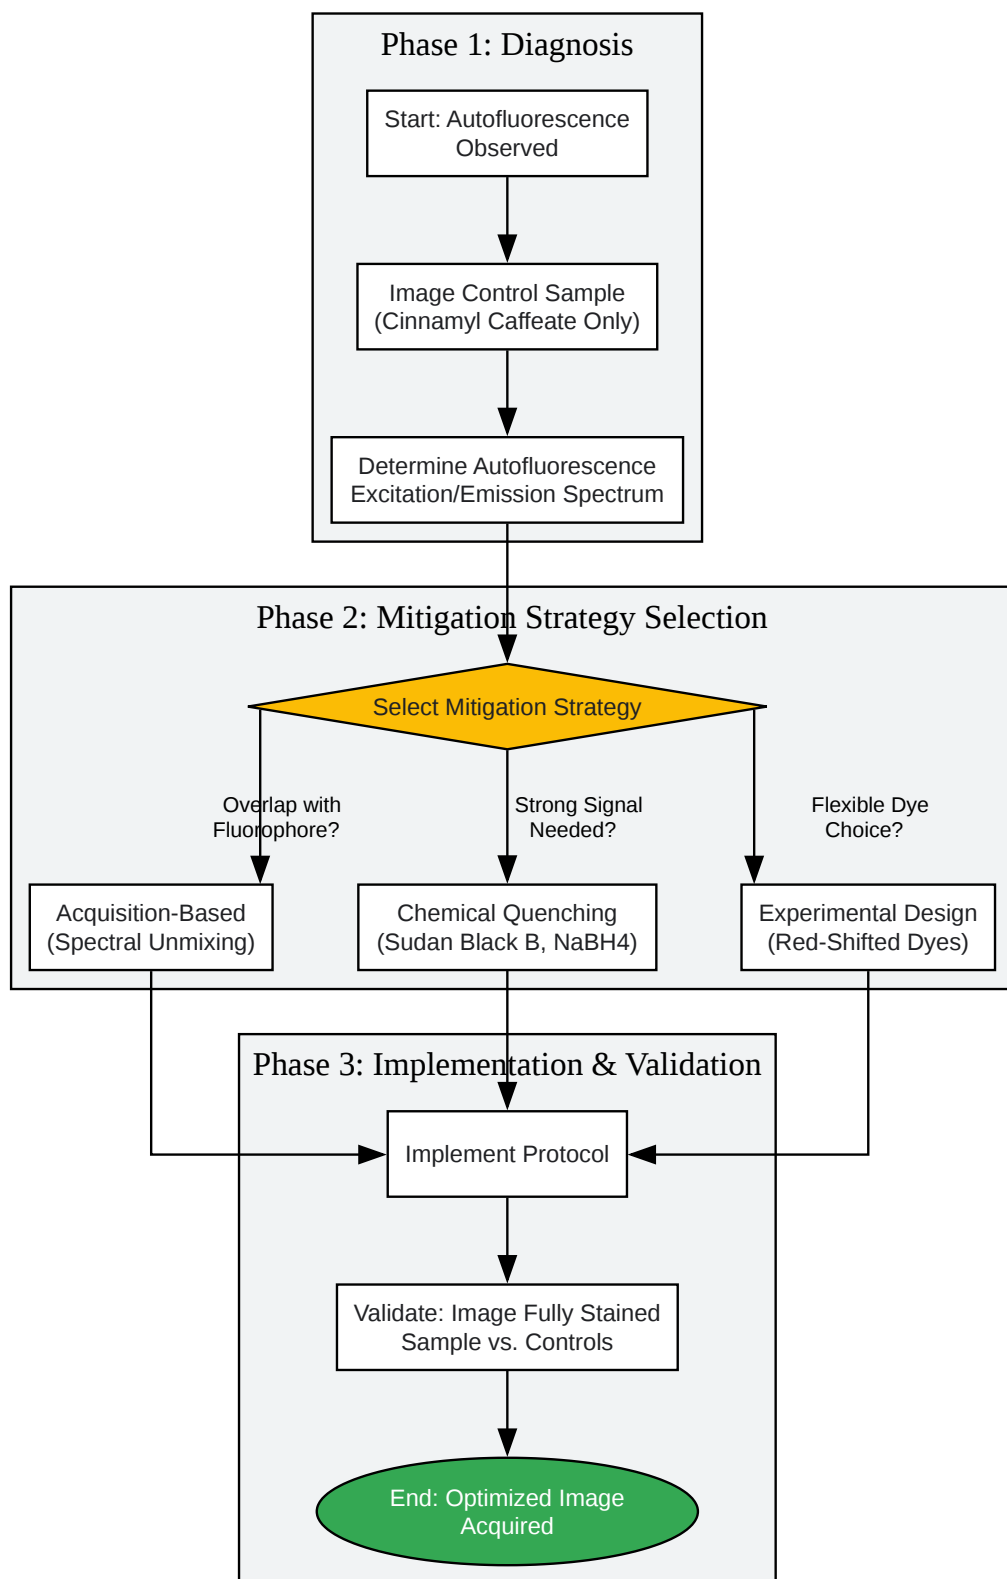 Phase 1: Diagnosis
Start: Autofluorescence
Observed
Image Control Sample
(Cinnamyl Caffeate Only)
Determine Autofluorescence
Excitation/Emission Spectrum
Phase 2: Mitigation Strategy Selection
Select Mitigation Strategy
Overlap with
Fluorophore?
Strong Signal
Needed?
Flexible Dye
Choice?
Acquisition-Based
(Spectral Unmixing)
Chemical Quenching
(Sudan Black B, NaBH4)
Experimental Design
(Red-Shifted Dyes)
Phase 3: Implementation & Validation
Implement Protocol
Validate: Image Fully Stained
Sample vs. Controls
End: Optimized Image
Acquired